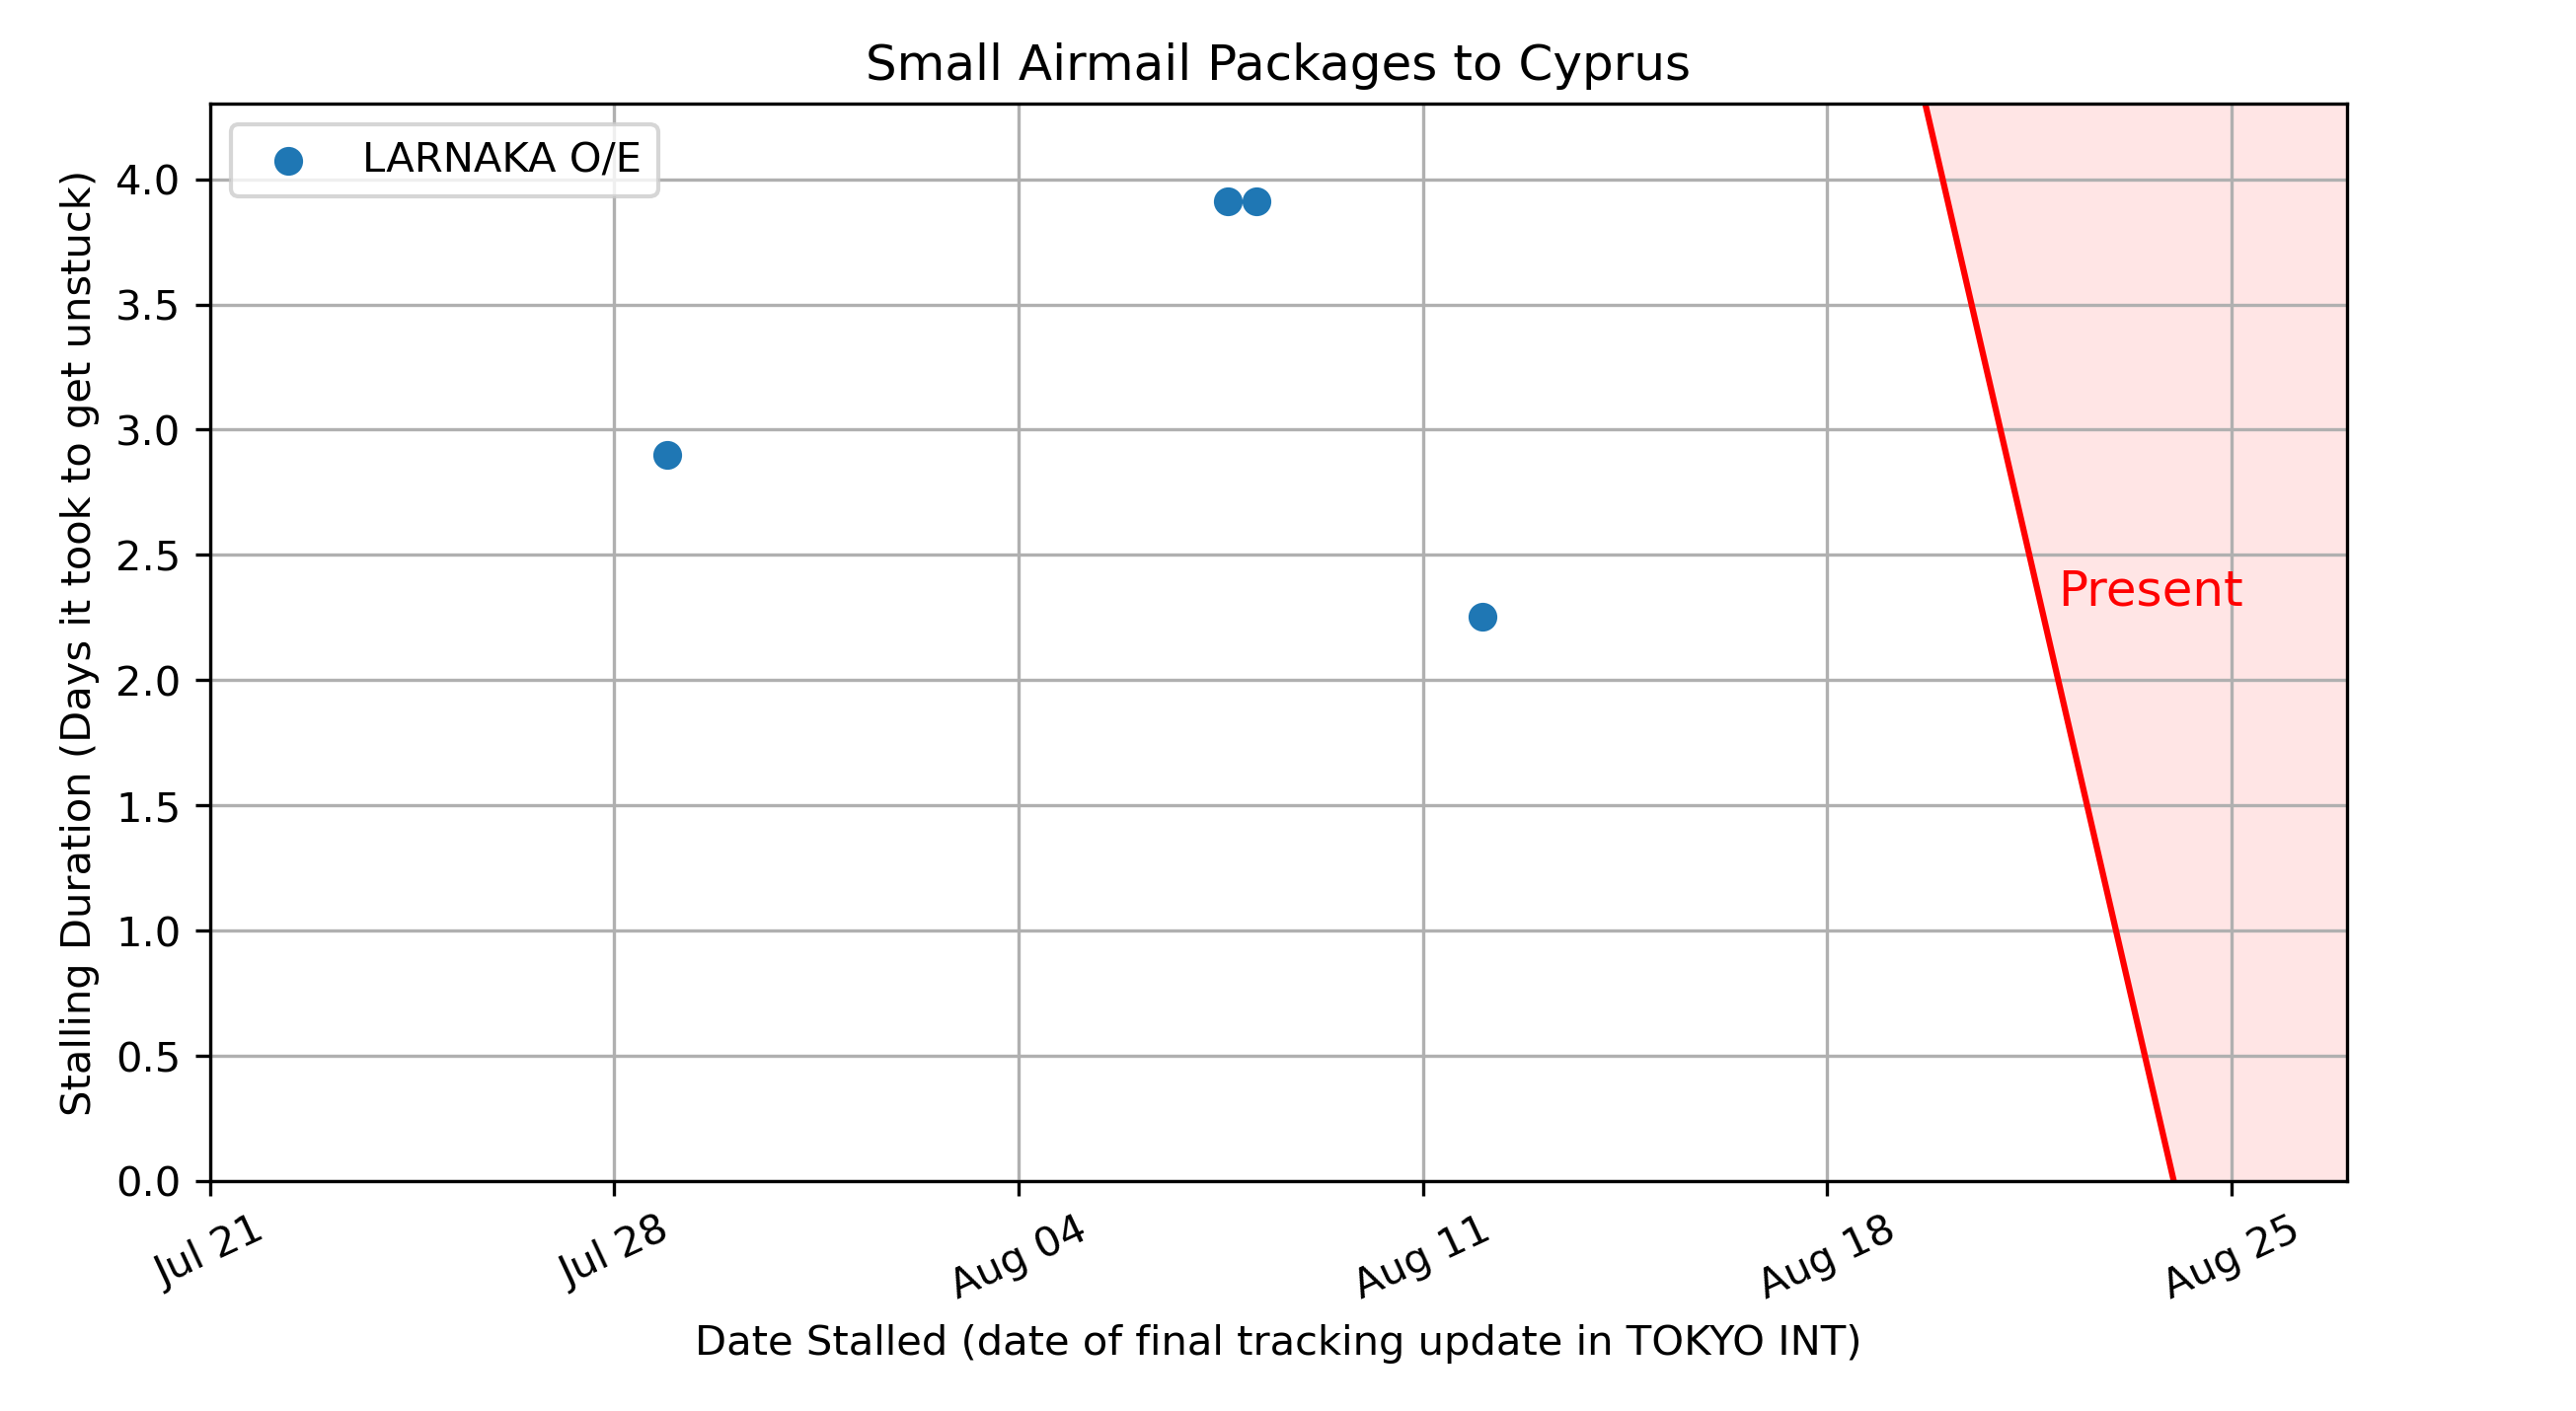 Small Airmail Packages to Cyprus
LARNAKA O/E
Stalling Duration (Days it took to get unstuck)
4.0
3.5
3.0
2.5
2.0
1.5
1.0
0.5
0.0
Present
Jul 21
Jul 28
Aug 04
Aug 11
Aug 18
Aug 25
Date Stalled (date of final tracking update in TOKYO INT)